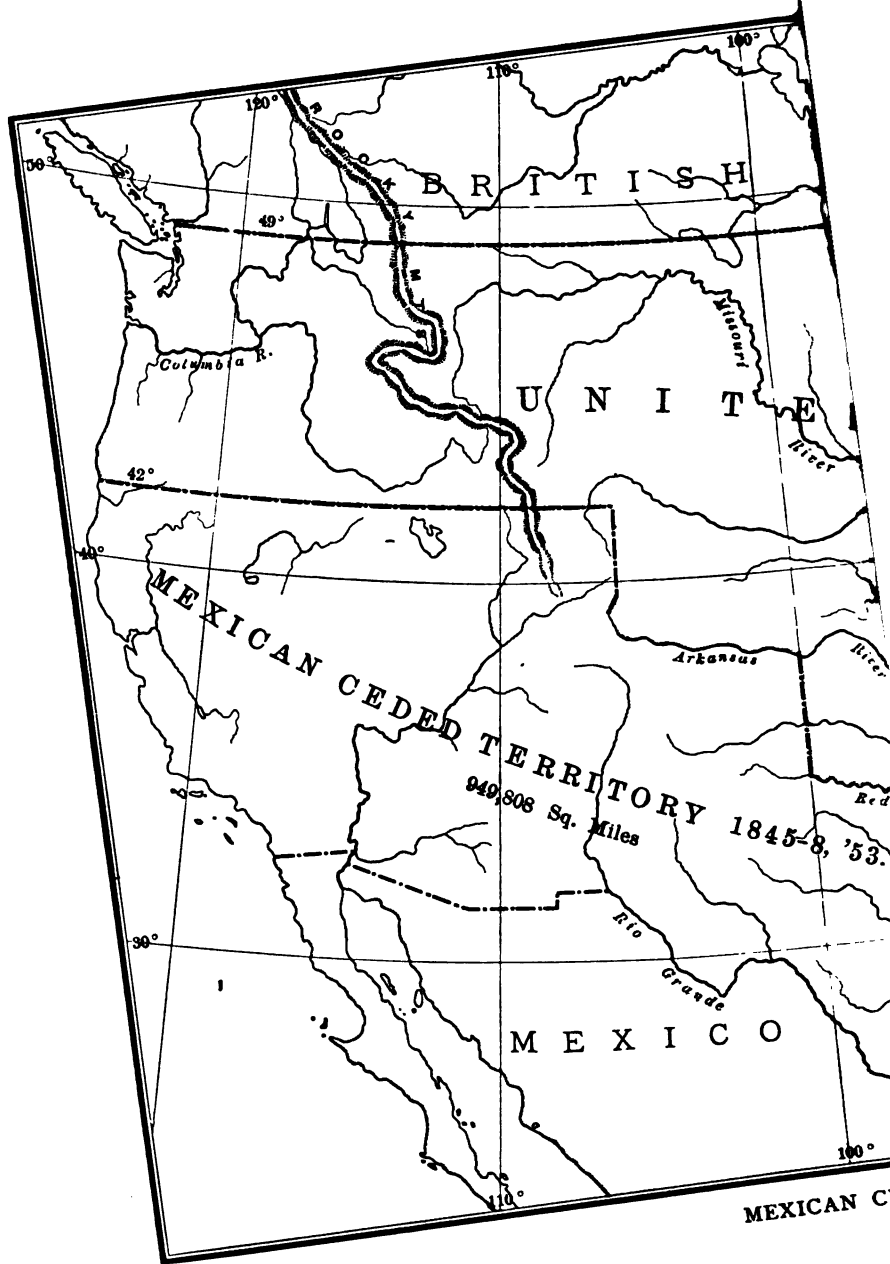 120°
110°
100°
50°
ROCKY MTS
BRITISH
49°
Missouri
Columbia R.
UNITE
River
42°
40°
MEXICAN CEDED TERRITORY 1845-8, '53.
949,808 Sq. Miles
Arkansas
River
Red
30°
Rio
Grande
MEXICO
110°
100°
MEXICAN C